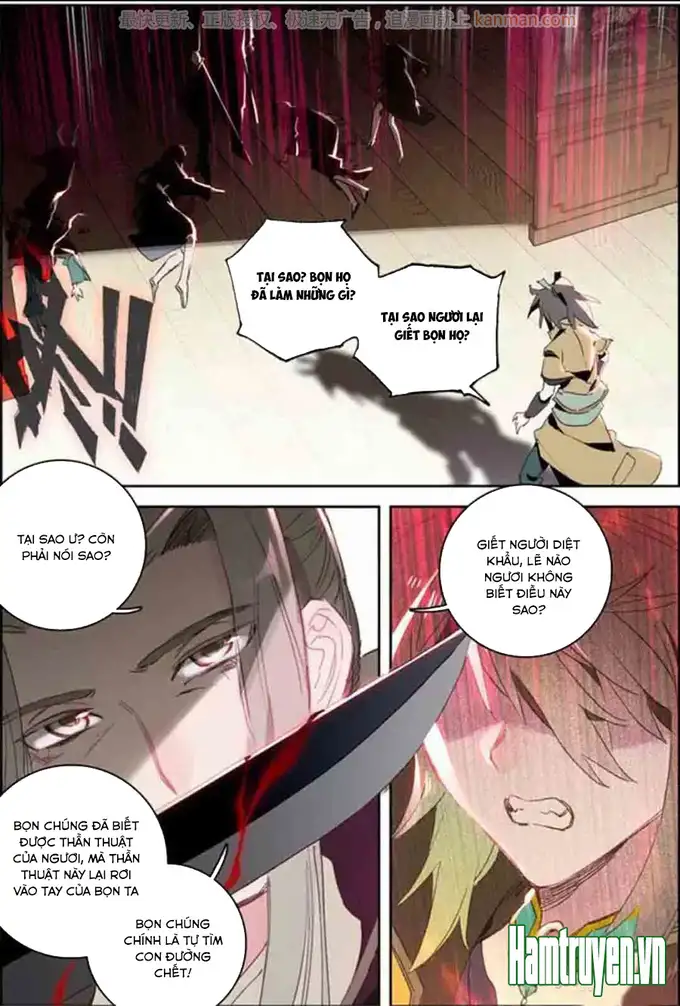 最快更新、正版授权、极速无广告，追漫画就上 kanman.com
TẠI SAO? BỌN HỌ
ĐÃ LÀM NHỮNG GÌ?
TẠI SAO NGƯƠI LẠI
GIẾT BỌN HỌ?
TẠI SAO Ư? CÒN
PHẢI NÓI SAO?
GIẾT NGƯỜI DIỆT
KHẨU, LẼ NÀO
NGƯƠI KHÔNG
BIẾT ĐIỀU NÀY
SAO?
BỌN CHÚNG ĐÃ BIẾT
ĐƯỢC THẦN THUẬT
CỦA NGƯƠI, MÀ THẦN
THUẬT NÀY LẠI RƠI
VÀO TAY CỦA BỌN TA
BỌN CHÚNG
CHÍNH LÀ TỰ TÌM
CON ĐƯỜNG
CHẾT!
Hamtruyen.vn